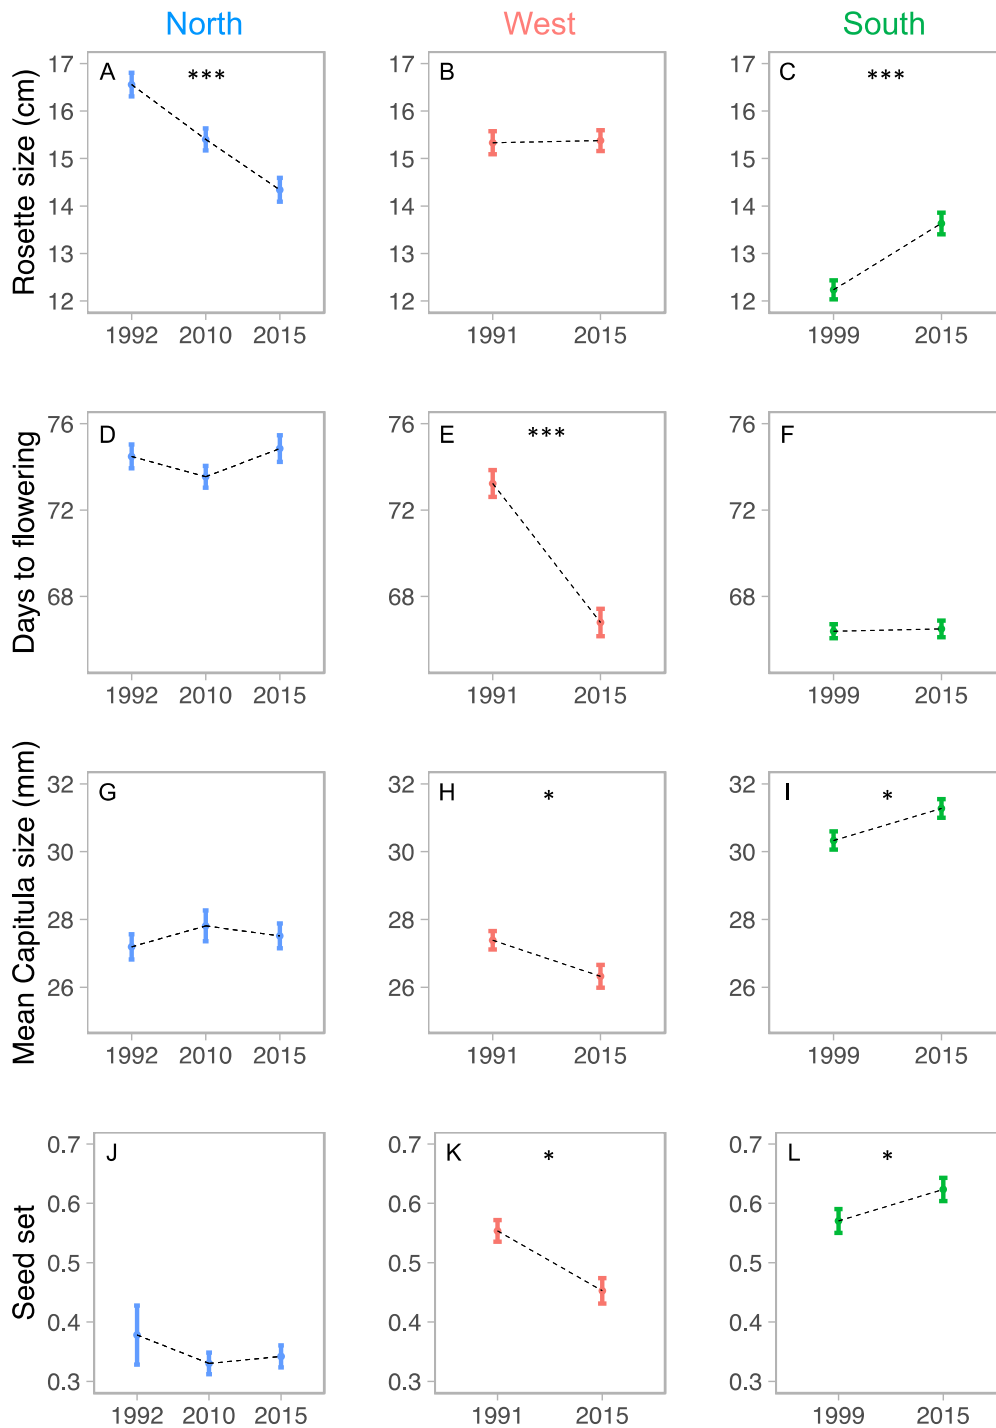 North West South
Rosette size (cm)
A *** B C ***
17 17 17
16 16 16
15 15 15
14 14 14
13 13 13
12 12 12
1992 2010 2015 1991 2015 1999 2015
Days to flowering
D E *** F
76 76 76
72 72 72
68 68 68
1992 2010 2015 1991 2015 1999 2015
Mean Capitula size (mm)
G H * I *
32 32 32
30 30 30
28 28 28
26 26 26
1992 2010 2015 1991 2015 1999 2015
Seed set
J K * L *
0.7 0.7 0.7
0.6 0.6 0.6
0.5 0.5 0.5
0.4 0.4 0.4
0.3 0.3 0.3
1992 2010 2015 1991 2015 1999 2015